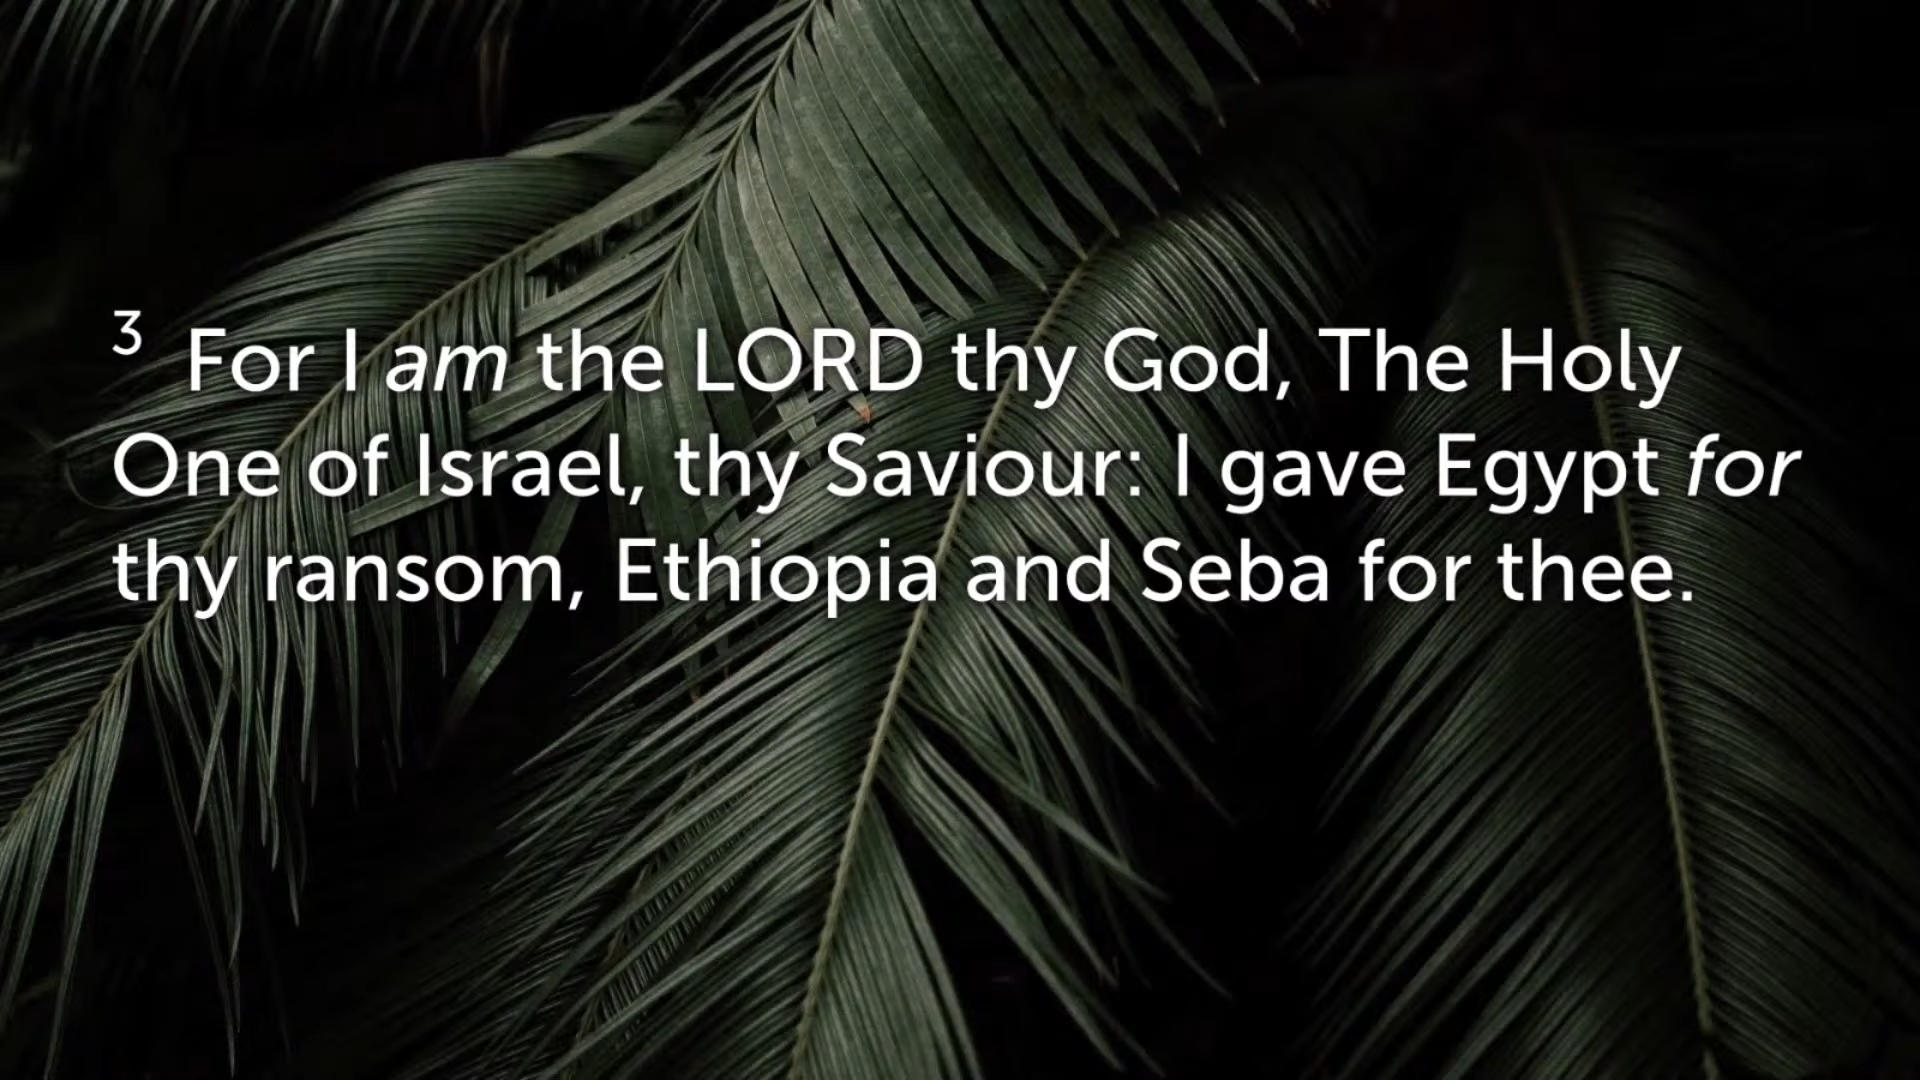 3 For I am the LORD thy God, The Holy
One of Israel, thy Saviour: I gave Egypt for
thy ransom, Ethiopia and Seba for thee.